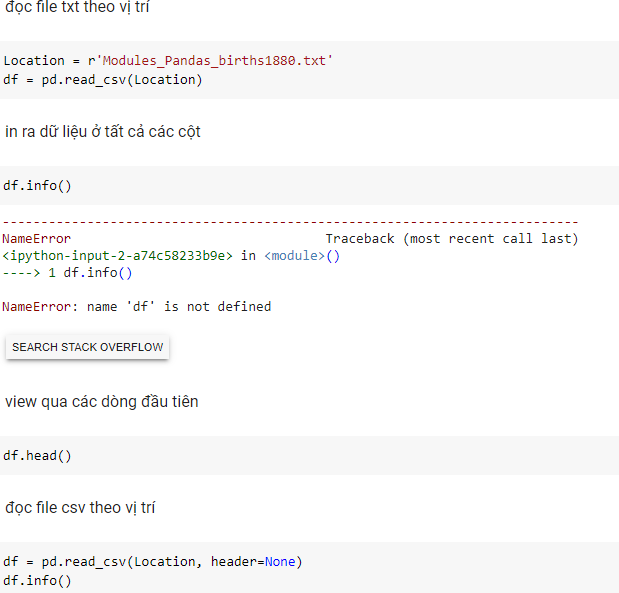 đọc file txt theo vị trí
Location = r'Modules_Pandas_births1880.txt'
df = pd.read_csv(Location)
in ra dữ liệu ở tất cả các cột
df.info()
---------------------------------------------------------------------------
NameError                                 Traceback (most recent call last)
<ipython-input-2-a74c58233b9e> in <module>()
----> 1 df.info()
NameError: name 'df' is not defined
SEARCH STACK OVERFLOW
view qua các dòng đầu tiên
df.head()
đọc file csv theo vị trí
df = pd.read_csv(Location, header=None)
df.info()